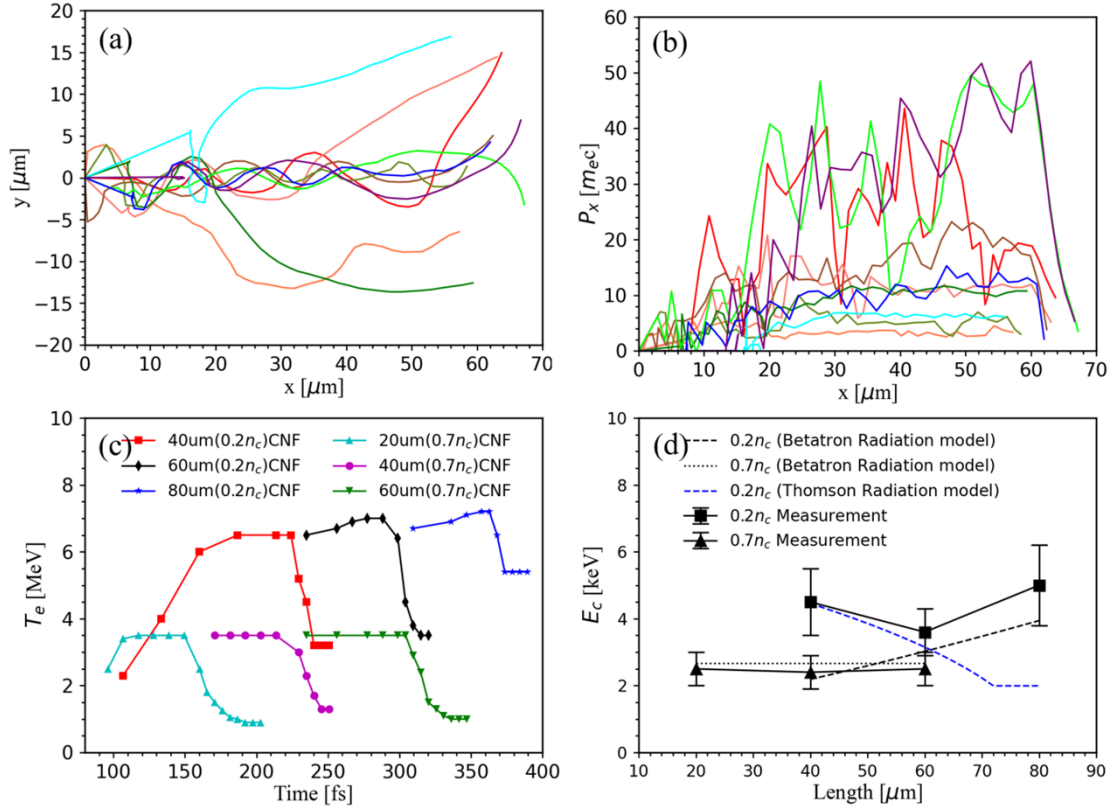 (a)
20
15
10
5
0
−5
−10
−15
−20
y [μm]
0 10 20 30 40 50 60 70
x [μm]
(b)
60
50
40
30
20
10
0
P_x [m_e c]
0 10 20 30 40 50 60 70 80
x [μm]
(c)
10
8
6
4
2
0
T_e [MeV]
40um(0.2n_c)CNF
60um(0.2n_c)CNF
80um(0.2n_c)CNF
20um(0.7n_c)CNF
40um(0.7n_c)CNF
60um(0.7n_c)CNF
100 150 200 250 300 350 400
Time [fs]
(d)
10
8
6
4
2
0
E_c [keV]
0.2n_c (Betatron Radiation model)
0.7n_c (Betatron Radiation model)
0.2n_c (Thomson Radiation model)
0.2n_c Measurement
0.7n_c Measurement
10 20 30 40 50 60 70 80 90
Length [μm]